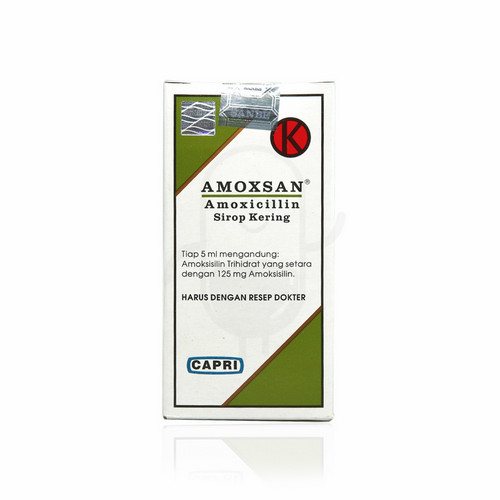 SANBE
K
AMOXSAN®
Amoxicillin
Sirop Kering
Tiap 5 ml mengandung:
Amoksisilin Trihidrat yang setara
dengan 125 mg Amoksisilin.
HARUS DENGAN RESEP DOKTER
CAPRI